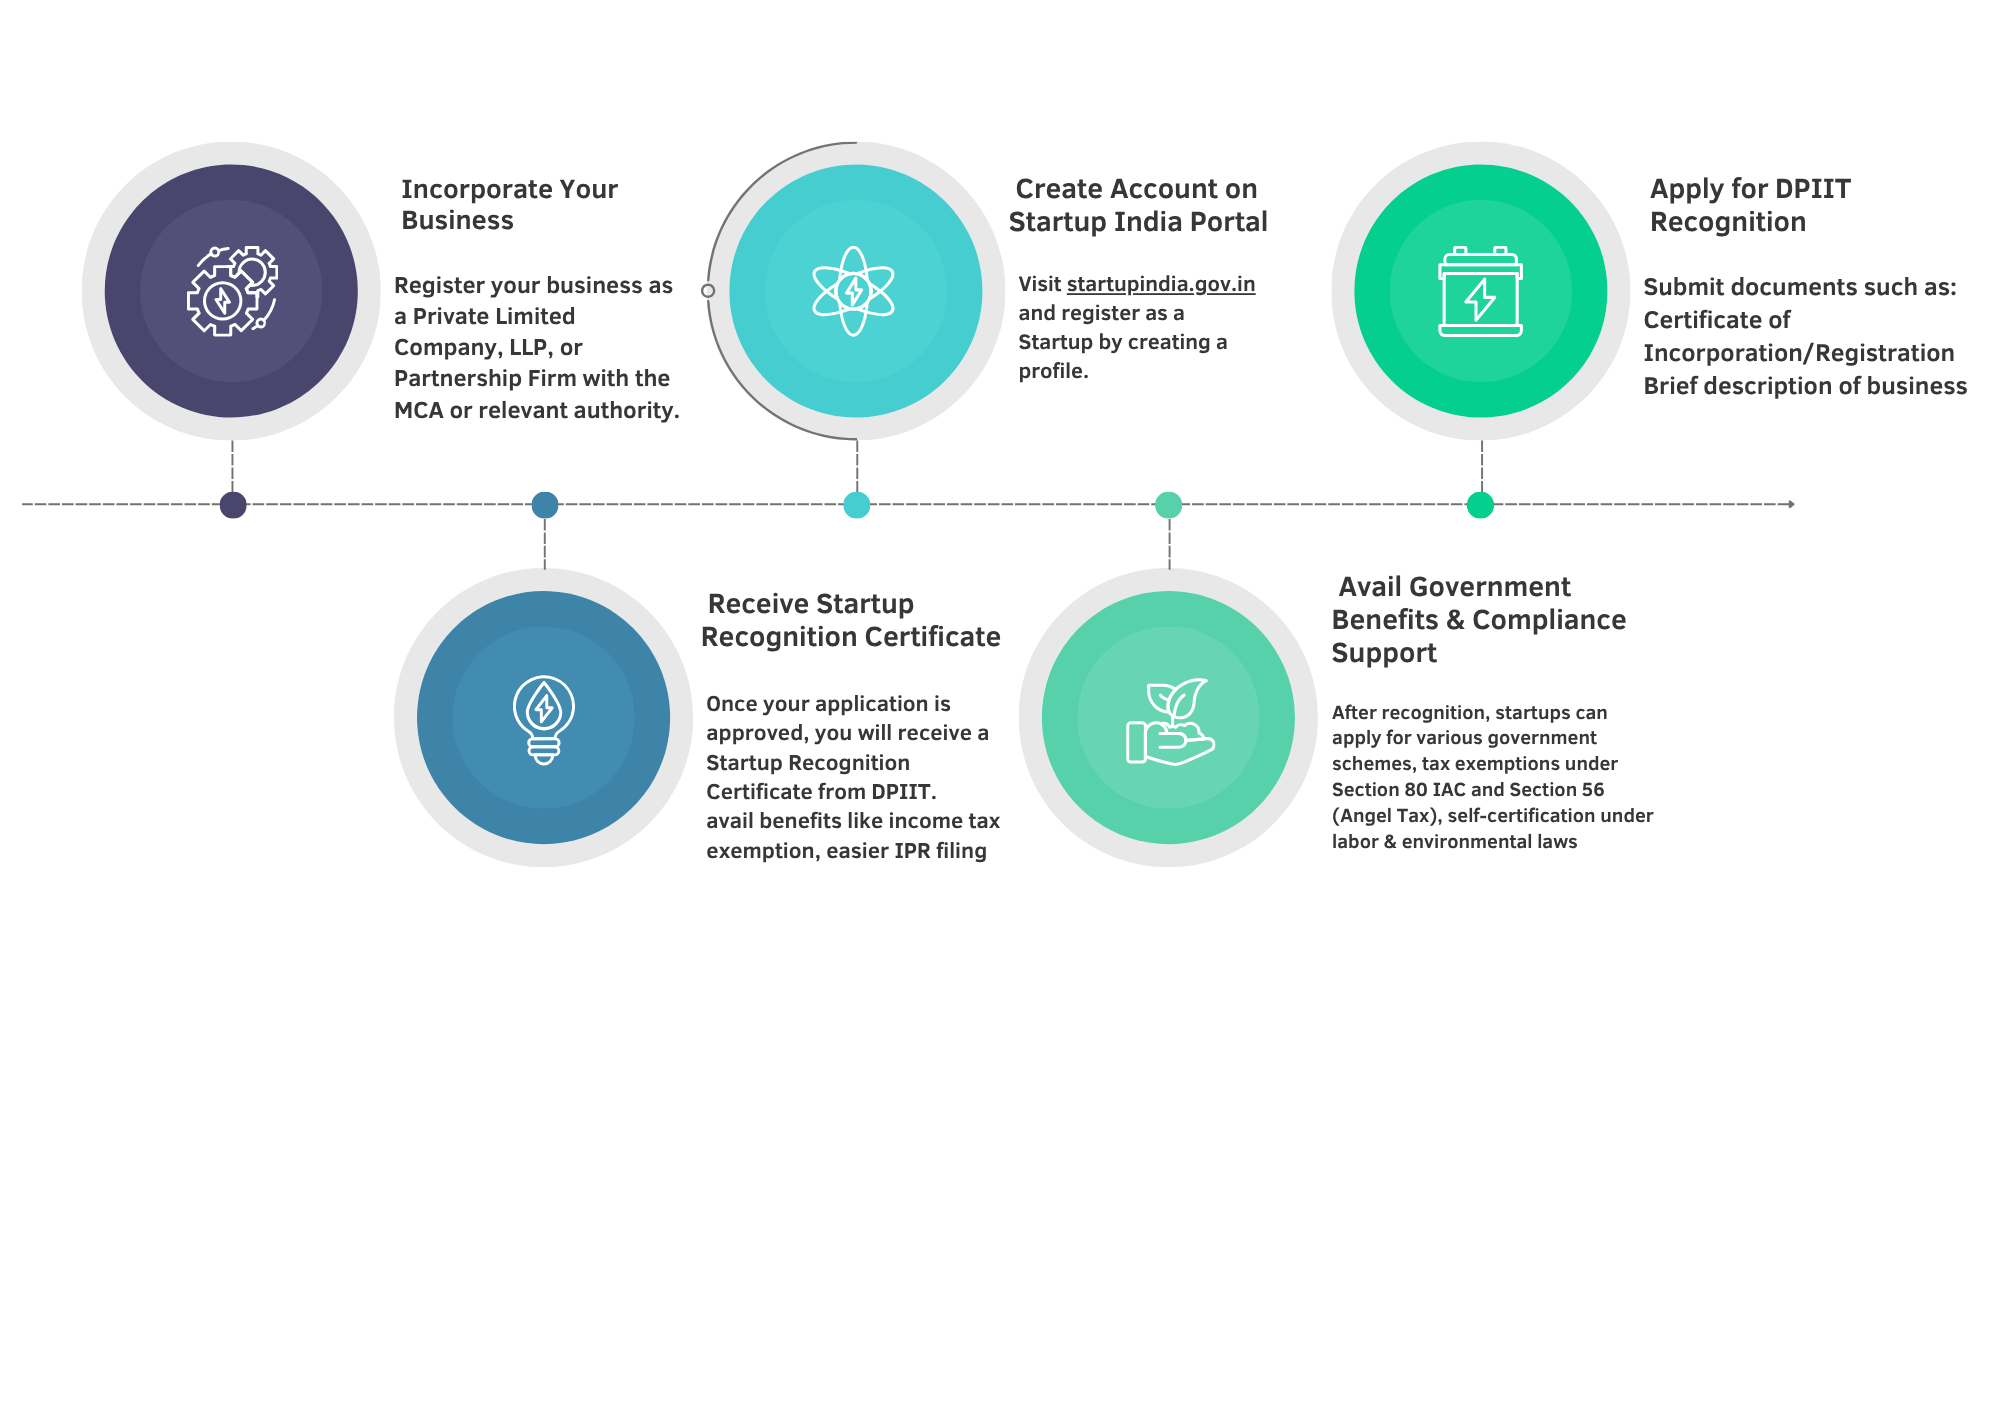 Incorporate Your
Business
Register your business as
a Private Limited
Company, LLP, or
Partnership Firm with the
MCA or relevant authority.
Create Account on
Startup India Portal
Visit startupindia.gov.in
and register as a
Startup by creating a
profile.
Apply for DPIIT
Recognition
Submit documents such as:
Certificate of
Incorporation/Registration
Brief description of business
Receive Startup
Recognition Certificate
Once your application is
approved, you will receive a
Startup Recognition
Certificate from DPIIT.
avail benefits like income tax
exemption, easier IPR filing
Avail Government
Benefits & Compliance
Support
After recognition, startups can
apply for various government
schemes, tax exemptions under
Section 80 IAC and Section 56
(Angel Tax), self-certification under
labor & environmental laws